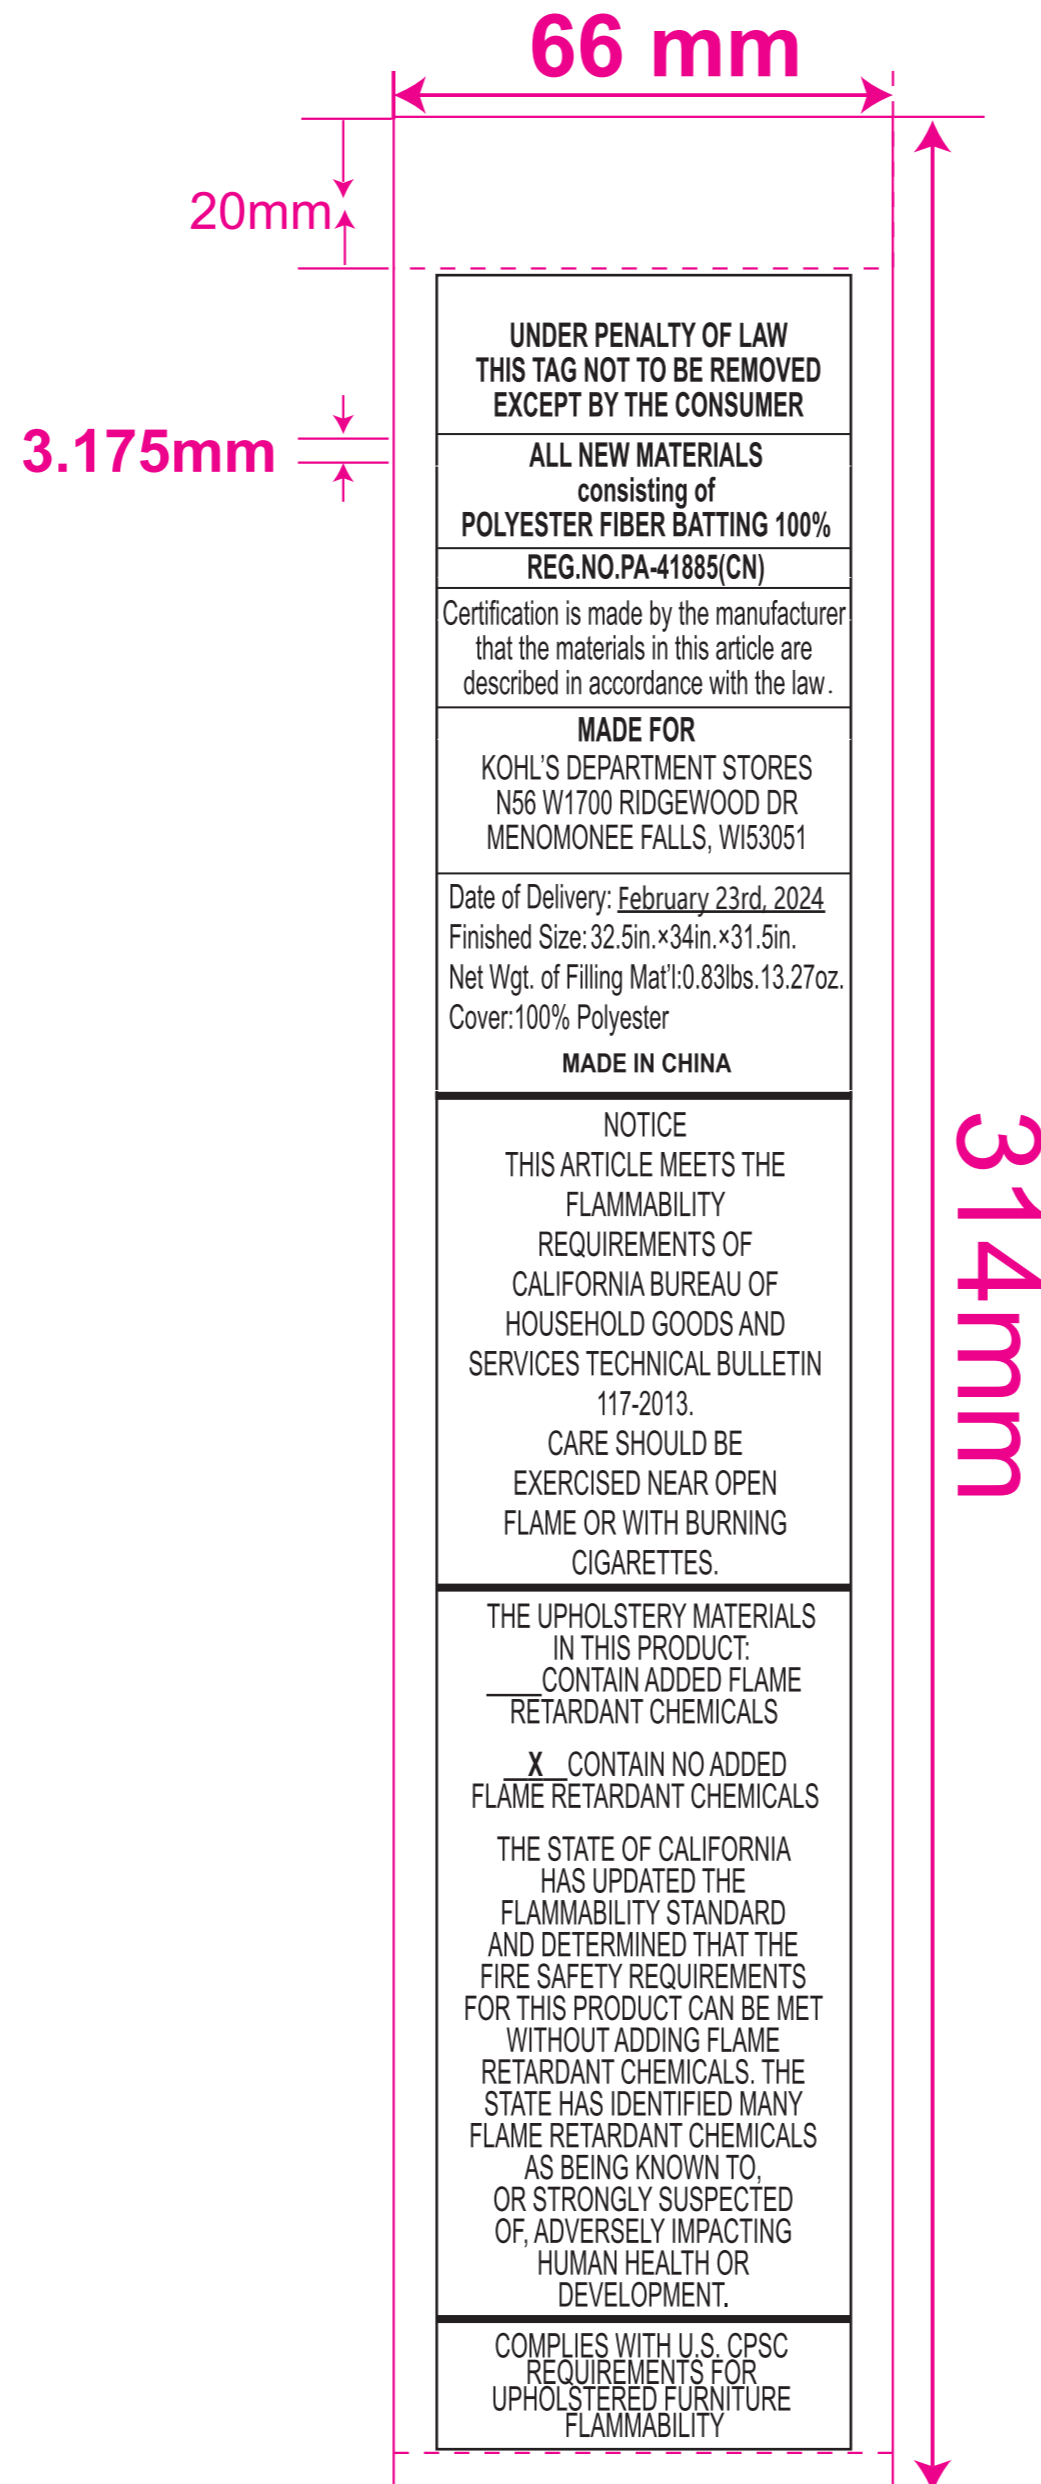 66 mm
20mm
UNDER PENALTY OF LAW
THIS TAG NOT TO BE REMOVED
EXCEPT BY THE CONSUMER
3.175mm
ALL NEW MATERIALS
consisting of
POLYESTER FIBER BATTING 100%
REG.NO.PA-41885(CN)
Certification is made by the manufacturer
that the materials in this article are
described in accordance with the law.
MADE FOR
KOHL'S DEPARTMENT STORES
N56 W1700 RIDGEWOOD DR
MENOMONEE FALLS, WI53051
Date of Delivery: February 23rd, 2024
Finished Size:32.5in.×34in.×31.5in.
Net Wgt. of Filling Mat'l:0.83lbs.13.27oz.
Cover:100% Polyester
MADE IN CHINA
314mm
NOTICE
THIS ARTICLE MEETS THE
FLAMMABILITY
REQUIREMENTS OF
CALIFORNIA BUREAU OF
HOUSEHOLD GOODS AND
SERVICES TECHNICAL BULLETIN
117-2013.
CARE SHOULD BE
EXERCISED NEAR OPEN
FLAME OR WITH BURNING
CIGARETTES.
THE UPHOLSTERY MATERIALS
IN THIS PRODUCT:
____CONTAIN ADDED FLAME
RETARDANT CHEMICALS
__X__CONTAIN NO ADDED
FLAME RETARDANT CHEMICALS
THE STATE OF CALIFORNIA
HAS UPDATED THE
FLAMMABILITY STANDARD
AND DETERMINED THAT THE
FIRE SAFETY REQUIREMENTS
FOR THIS PRODUCT CAN BE MET
WITHOUT ADDING FLAME
RETARDANT CHEMICALS. THE
STATE HAS IDENTIFIED MANY
FLAME RETARDANT CHEMICALS
AS BEING KNOWN TO,
OR STRONGLY SUSPECTED
OF, ADVERSELY IMPACTING
HUMAN HEALTH OR
DEVELOPMENT.
COMPLIES WITH U.S. CPSC
REQUIREMENTS FOR
UPHOLSTERED FURNITURE
FLAMMABILITY